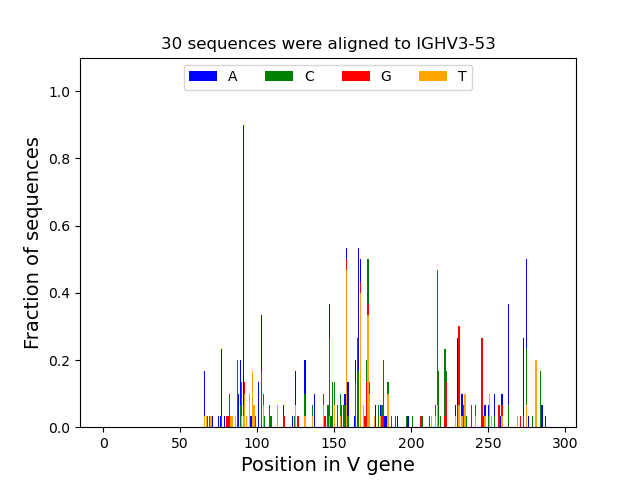 30 sequences were aligned to IGHV3-53
A C G T
1.0
0.8
0.6
0.4
0.2
0.0
Fraction of sequences
0 50 100 150 200 250 300
Position in V gene